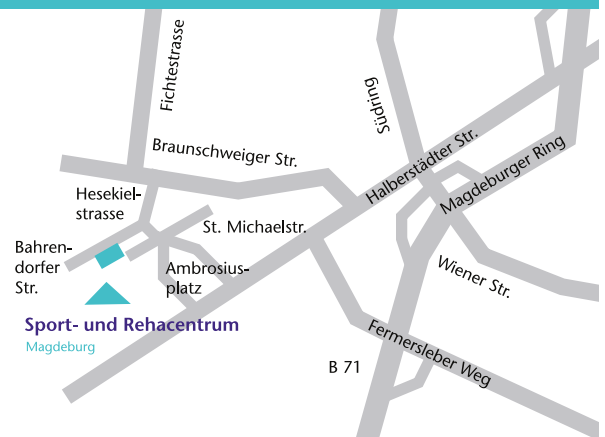 Fichtestrasse
Südring
Braunschweiger Str.
Halberstädter Str.
Magdeburger Ring
Hesekiel-
strasse
St. Michaelstr.
Bahren-
dorfer
Str.
Ambrosius-
platz
Wiener Str.
Sport- und Rehacentrum
Magdeburg
Fermersleber Weg
B 71